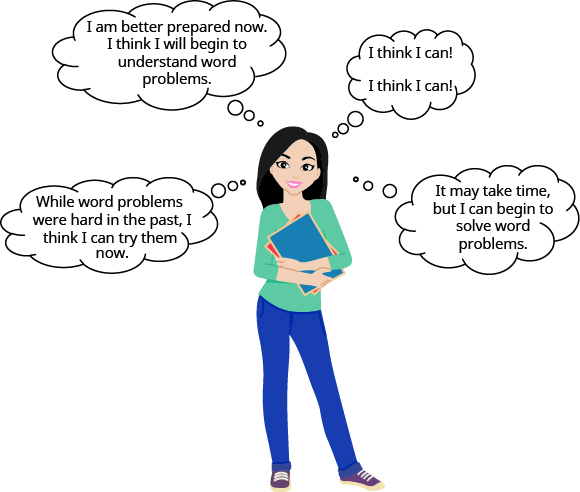 I am better prepared now.
I think I will begin to
understand word
problems.
I think I can!
I think I can!
While word problems
were hard in the past, I
think I can try them
now.
It may take time,
but I can begin to
solve word
problems.